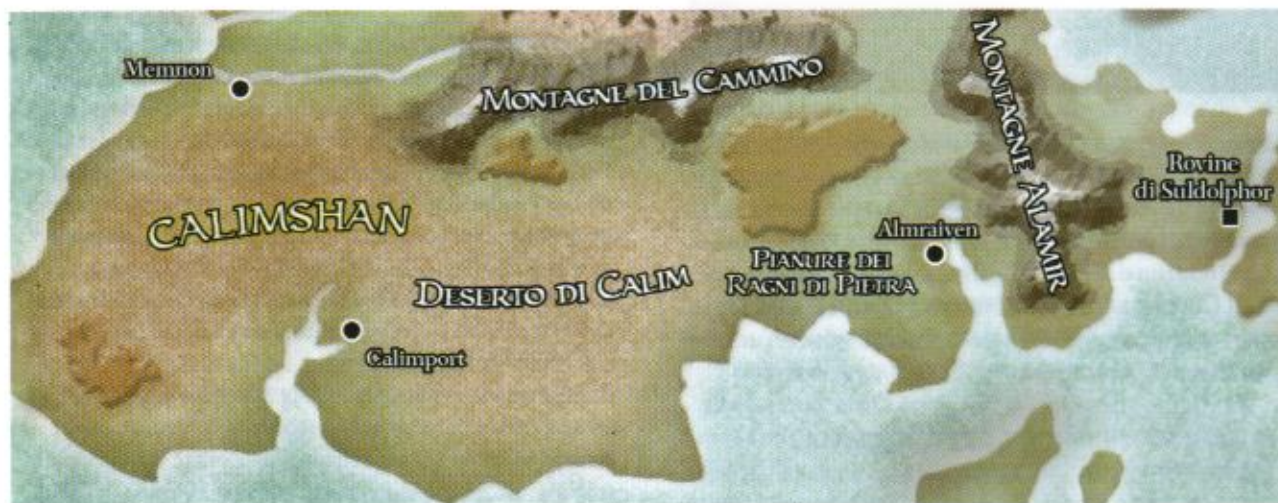 Memnon
MONTAGNE DEL CAMMINO
MONTAGNE ALAMIR
Rovine
di Suldolphor
CALIMSHAN
Almraiven
PIANURE DEI
RAGNI DI PIETRA
DESERTO DI CALIM
Calimport